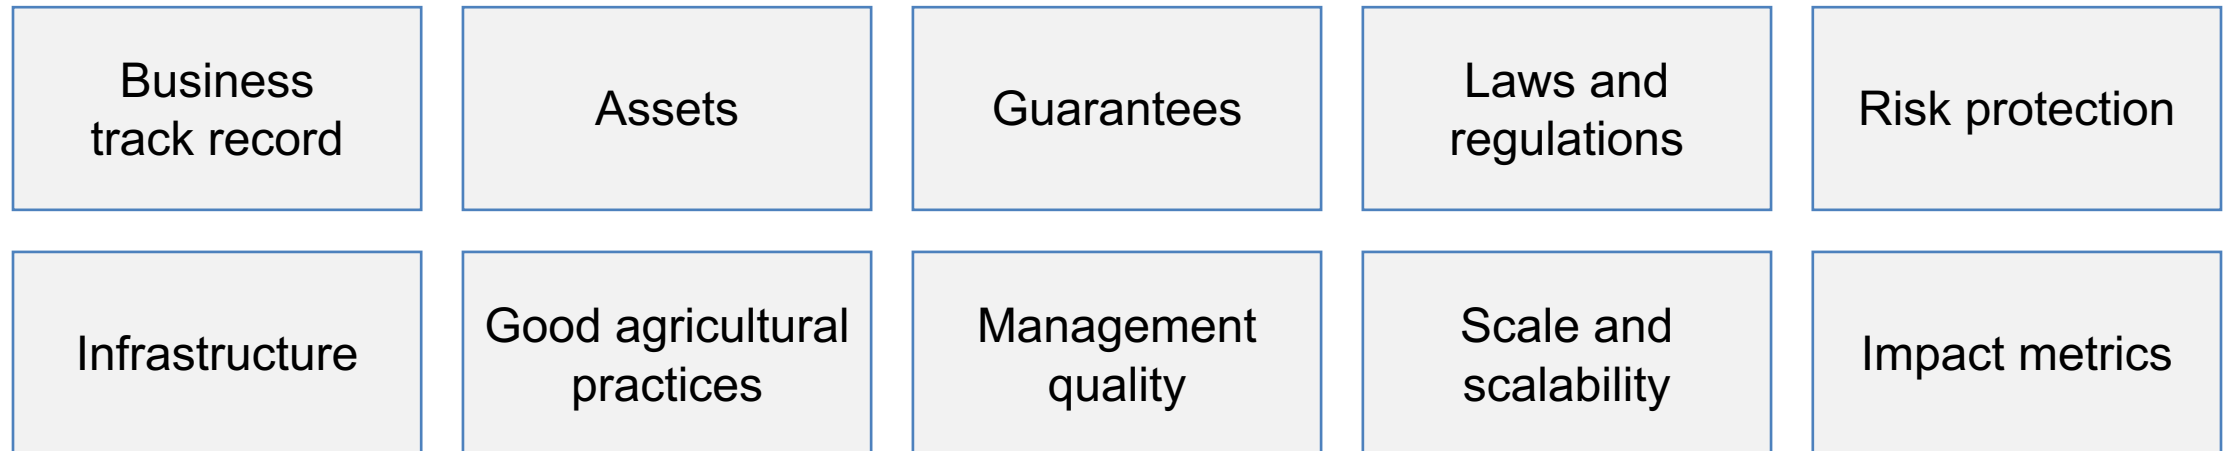 Business
track record
Assets
Guarantees
Laws and
regulations
Risk protection
Infrastructure
Good agricultural
practices
Management
quality
Scale and
scalability
Impact metrics